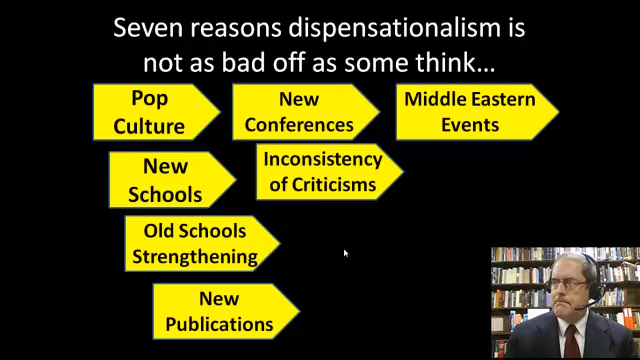 Seven reasons dispensationalism is
not as bad off as some think...
Pop
Culture
New
Conferences
Middle Eastern
Events
New
Schools
Inconsistency
of Criticisms
Old Schools
Strengthening
New
Publications